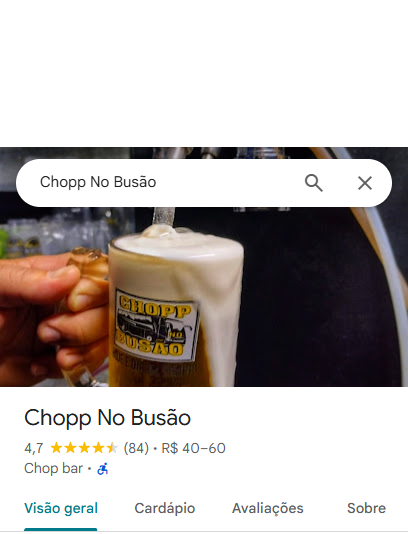 Chopp No Busão
CHOPP
NO
BUSÃO
Chopp No Busão
4,7 (84) • R$ 40–60
Chop bar •
Visão geral Cardápio Avaliações Sobre